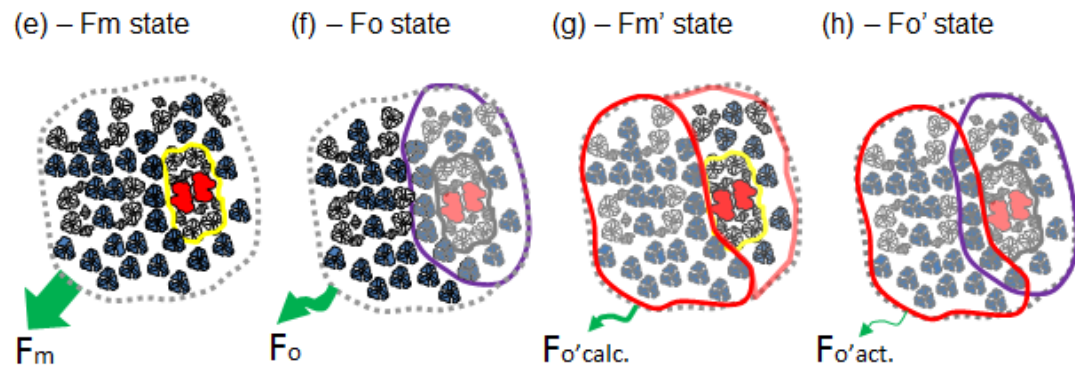 (e) – Fm state
(f) – Fo state
(g) – Fm’ state
(h) – Fo’ state
Fm
Fo
Fo’calc.
Fo’act.